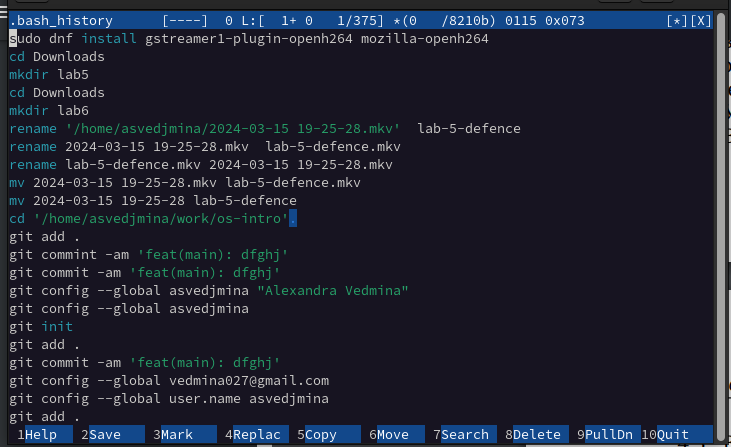 .bash_history [----] 0 L:[ 1+ 0 1/375] *(0 /8210b) 0115 0x073 [*][X]
sudo dnf install gstreamer1-plugin-openh264 mozilla-openh264
cd Downloads
mkdir lab5
cd Downloads
mkdir lab6
rename '/home/asvedjmina/2024-03-15 19-25-28.mkv' lab-5-defence
rename 2024-03-15 19-25-28.mkv lab-5-defence.mkv
rename lab-5-defence.mkv 2024-03-15 19-25-28.mkv
mv 2024-03-15 19-25-28.mkv lab-5-defence.mkv
mv 2024-03-15 19-25-28 lab-5-defence
cd '/home/asvedjmina/work/os-intro'.
git add .
git commint -am 'feat(main): dfghj'
git commit -am 'feat(main): dfghj'
git config --global asvedjmina "Alexandra Vedmina"
git config --global asvedjmina
git init
git add .
git commit -am 'feat(main): dfghj'
git config --global vedmina027@gmail.com
git config --global user.name asvedjmina
git add .
1Help 2Save 3Mark 4Replac 5Copy 6Move 7Search 8Delete 9PullDn 10Quit